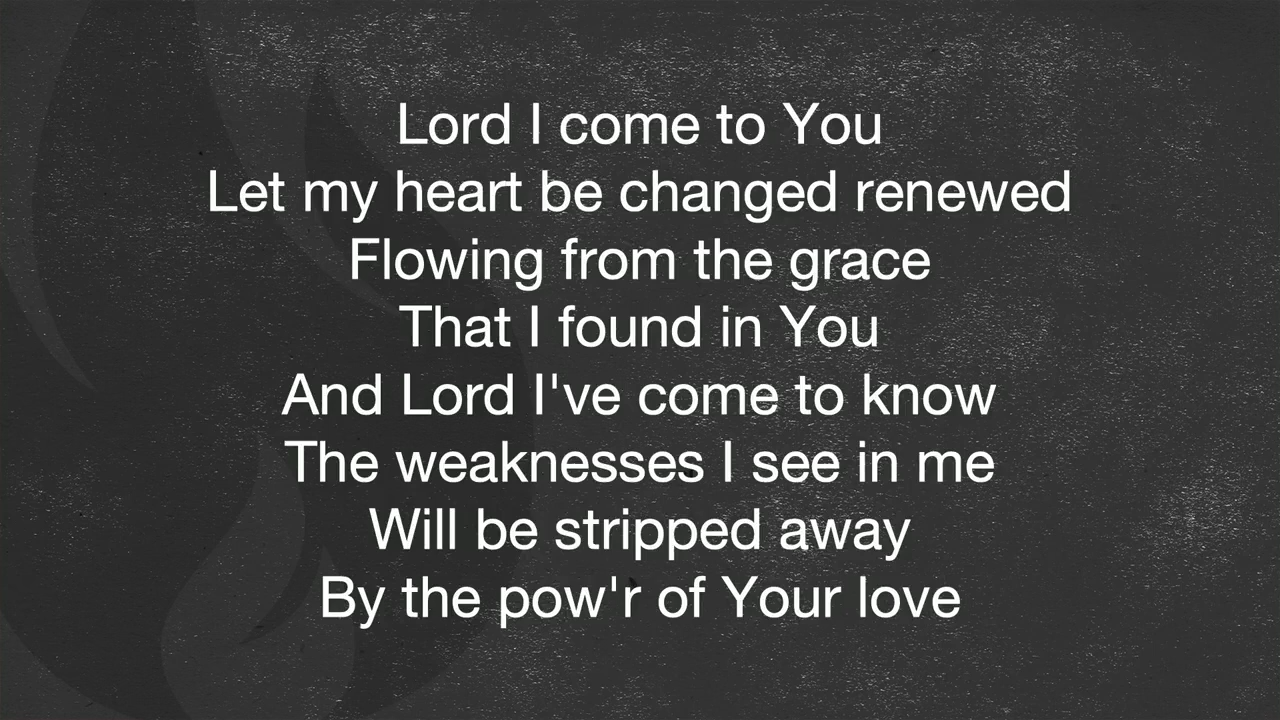 Lord I come to You
Let my heart be changed renewed
Flowing from the grace
That I found in You
And Lord I've come to know
The weaknesses I see in me
Will be stripped away
By the pow'r of Your love